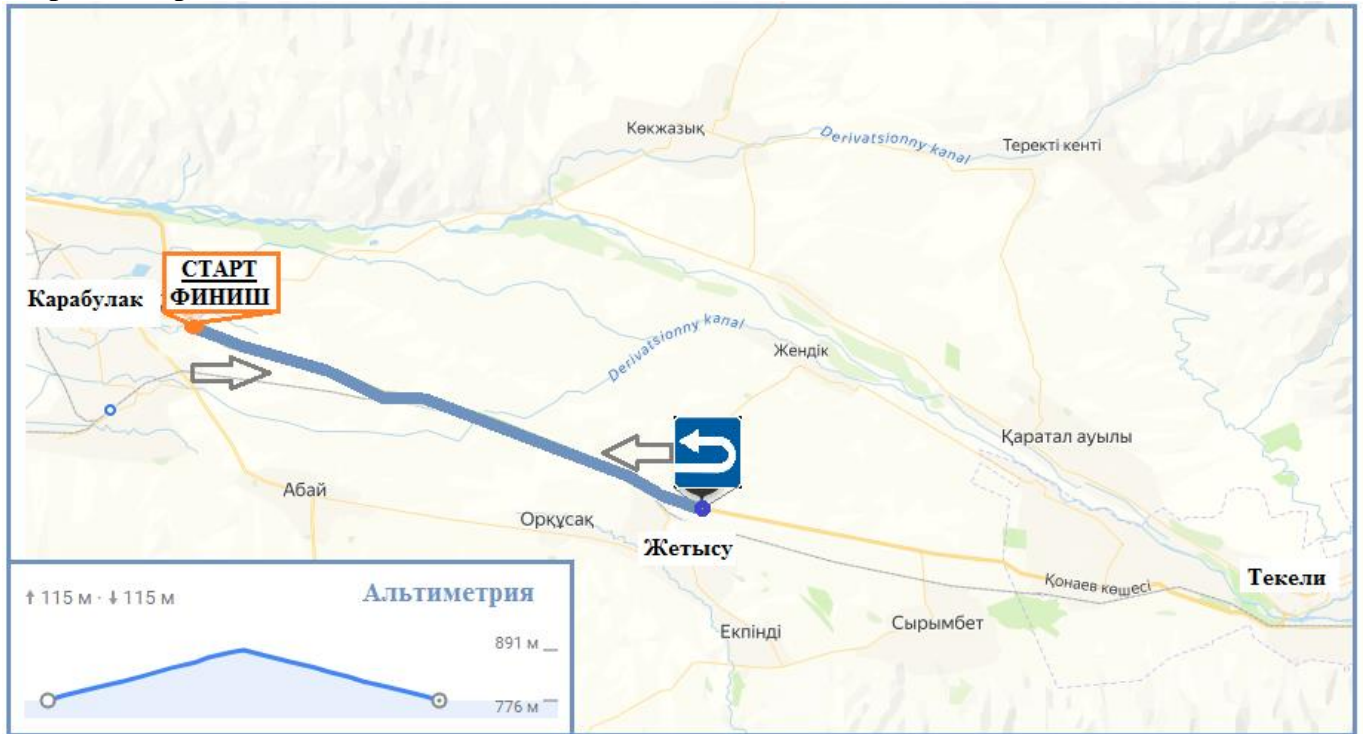 Көкжазық
Derivatsionny kanal
Теректі кенті
СТАРТ
ФИНИШ
Карабулак
Derivatsionny kanal
Жендік
Қаратал ауылы
Абай
Орқұсақ
Жетысу
Қонаев көшесі
Текели
Екпінді
Сырымбет
↑ 115 м · ↓ 115 м
Альтиметрия
891 м
776 м